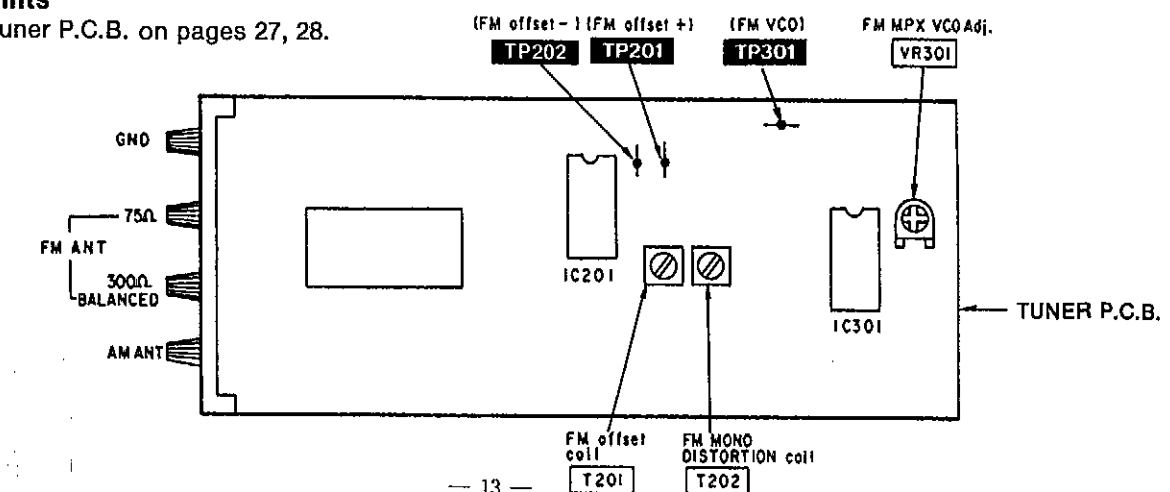 uner P.C.B. on pages 27, 28.
(FM offset-) (FM offset +) (FM VCO) FM MPX VCO Adj.
TP202 TP201 TP301 VR301
GND
75Ω
FM ANT
300Ω
BALANCED
AM ANT
IC201
IC301
TUNER P.C.B.
FM offset
coil
T201
FM MONO
DISTORTION coil
T202
— 13 —